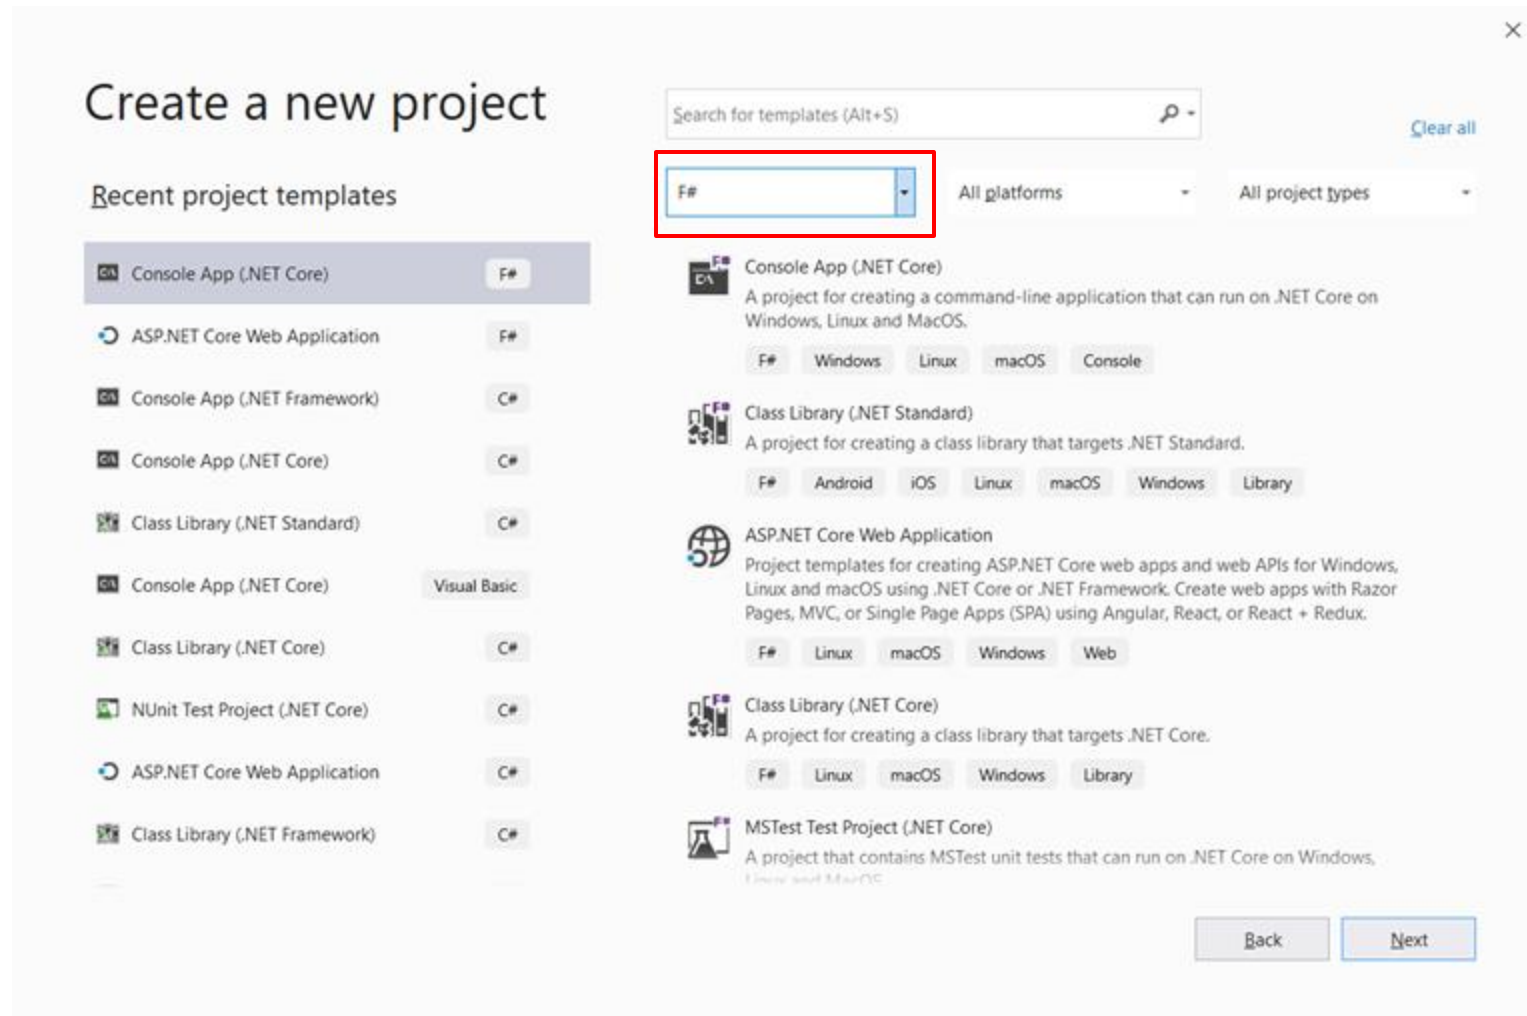 Create a new project
Search for templates (Alt+S)
Clear all
F#
All platforms
All project types
Recent project templates
Console App (.NET Core)
F#
ASP.NET Core Web Application
F#
Console App (.NET Framework)
C#
Console App (.NET Core)
C#
Class Library (.NET Standard)
C#
Console App (.NET Core)
Visual Basic
Class Library (.NET Core)
C#
NUnit Test Project (.NET Core)
C#
ASP.NET Core Web Application
C#
Class Library (.NET Framework)
C#
Console App (.NET Core)
A project for creating a command-line application that can run on .NET Core on
Windows, Linux and MacOS.
F# Windows Linux macOS Console
Class Library (.NET Standard)
A project for creating a class library that targets .NET Standard.
F# Android iOS Linux macOS Windows Library
ASP.NET Core Web Application
Project templates for creating ASP.NET Core web apps and web APIs for Windows,
Linux and macOS using .NET Core or .NET Framework. Create web apps with Razor
Pages, MVC, or Single Page Apps (SPA) using Angular, React, or React + Redux.
F# Linux macOS Windows Web
Class Library (.NET Core)
A project for creating a class library that targets .NET Core.
F# Linux macOS Windows Library
MSTest Test Project (.NET Core)
A project that contains MSTest unit tests that can run on .NET Core on Windows,
Linux and MacOS
Back
Next